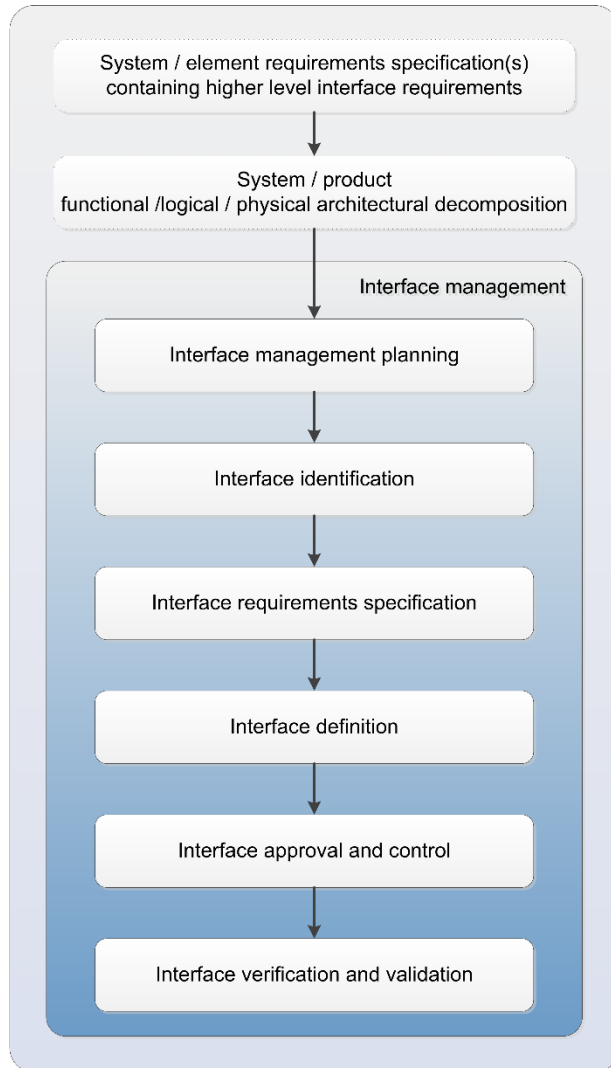 System / element requirements specification(s)
containing higher level interface requirements
System / product
functional /logical / physical architectural decomposition
Interface management
Interface management planning
Interface identification
Interface requirements specification
Interface definition
Interface approval and control
Interface verification and validation